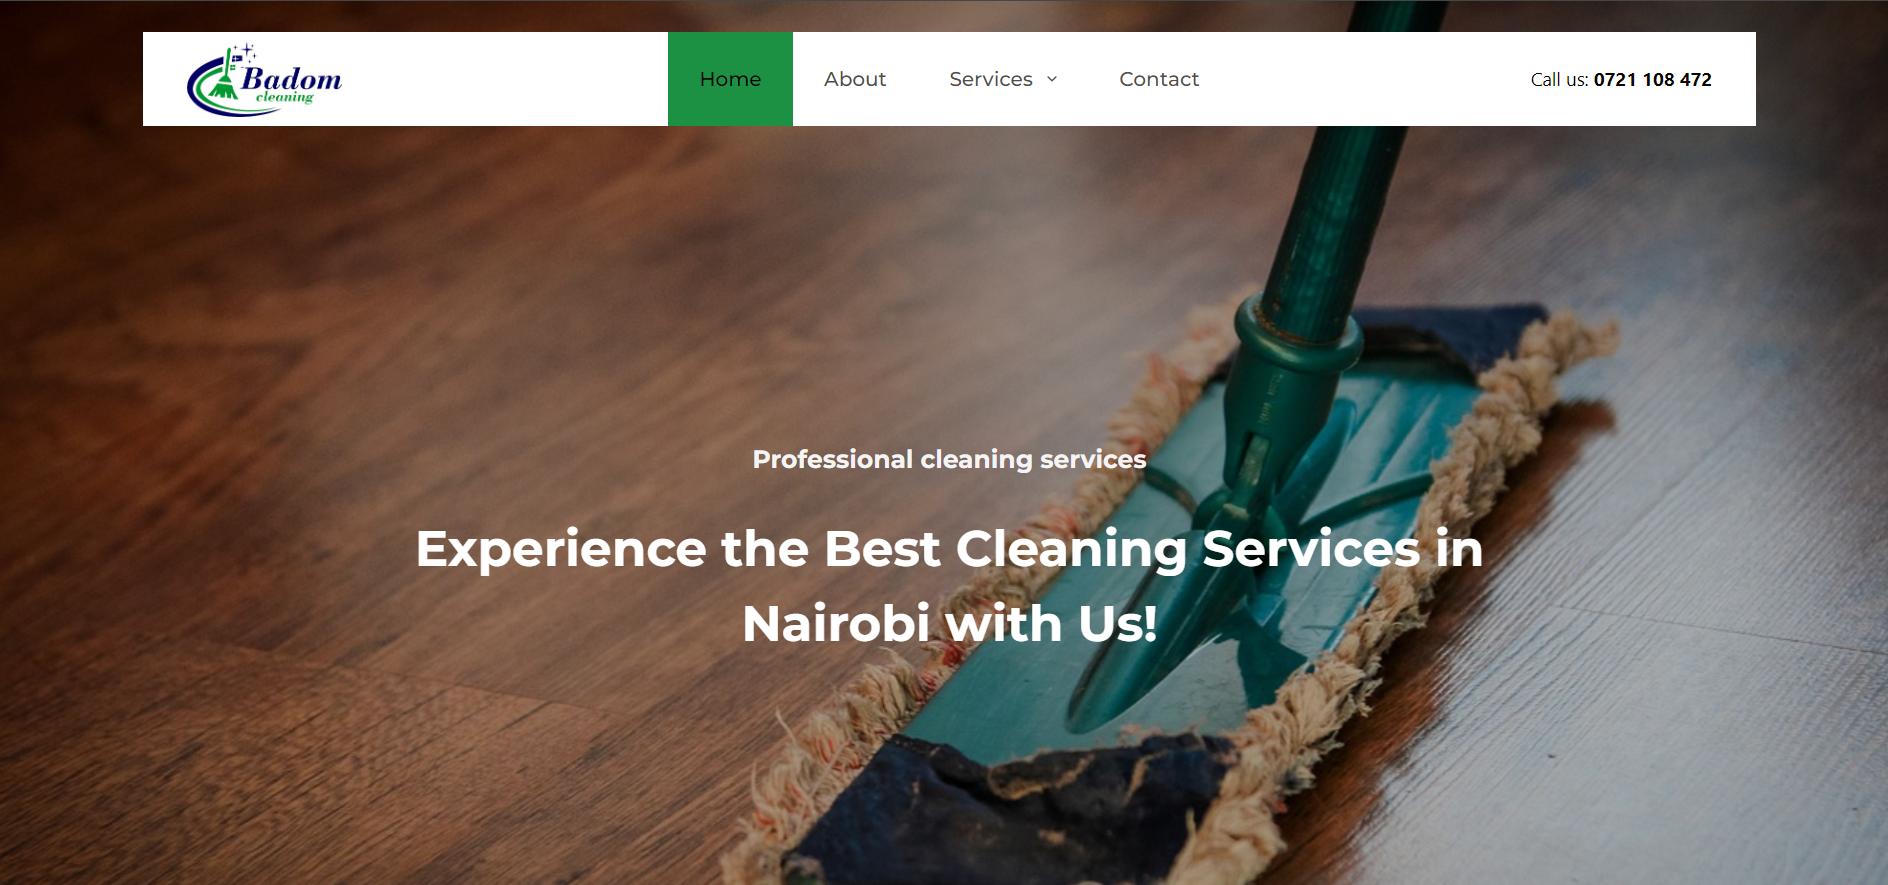 Badom
cleaning
Home
About
Services
Contact
Call us: 0721 108 472
Professional cleaning services
Experience the Best Cleaning Services in
Nairobi with Us!